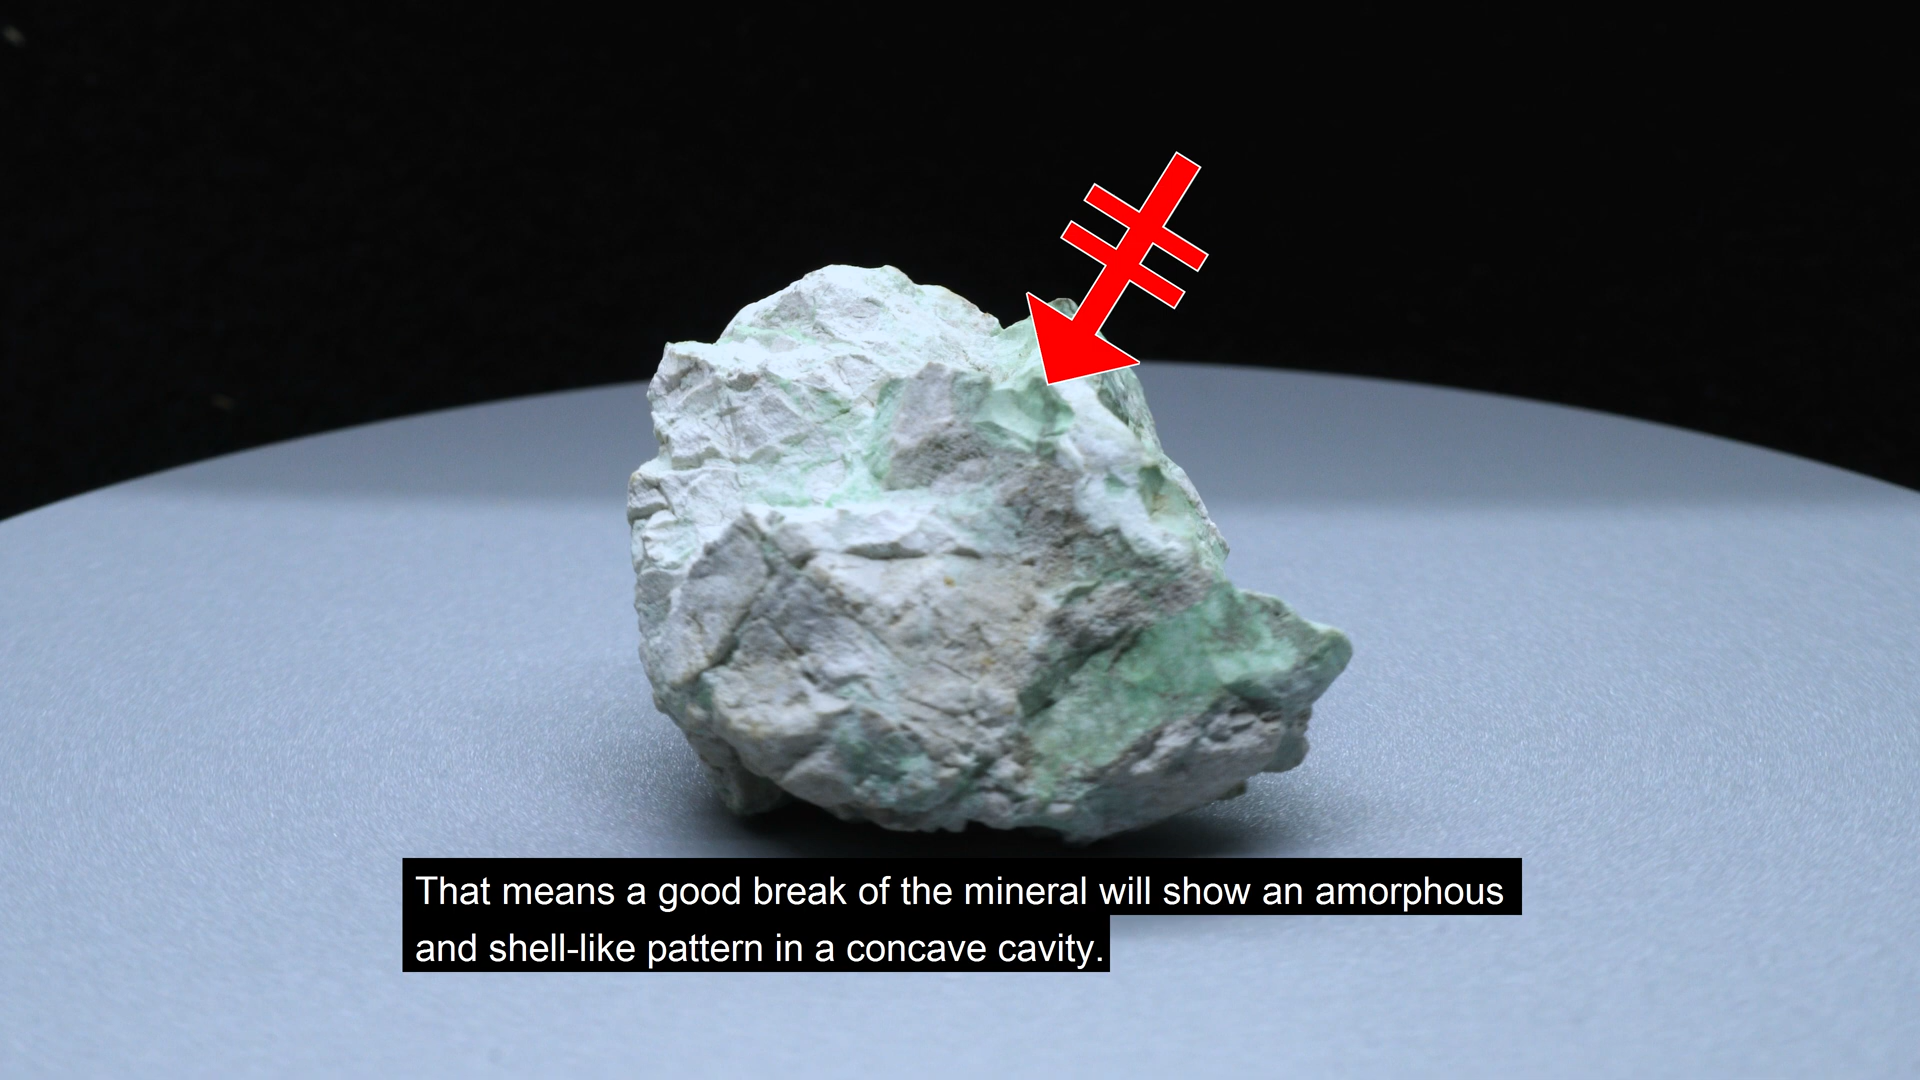 That means a good break of the mineral will show an amorphous
and shell-like pattern in a concave cavity.